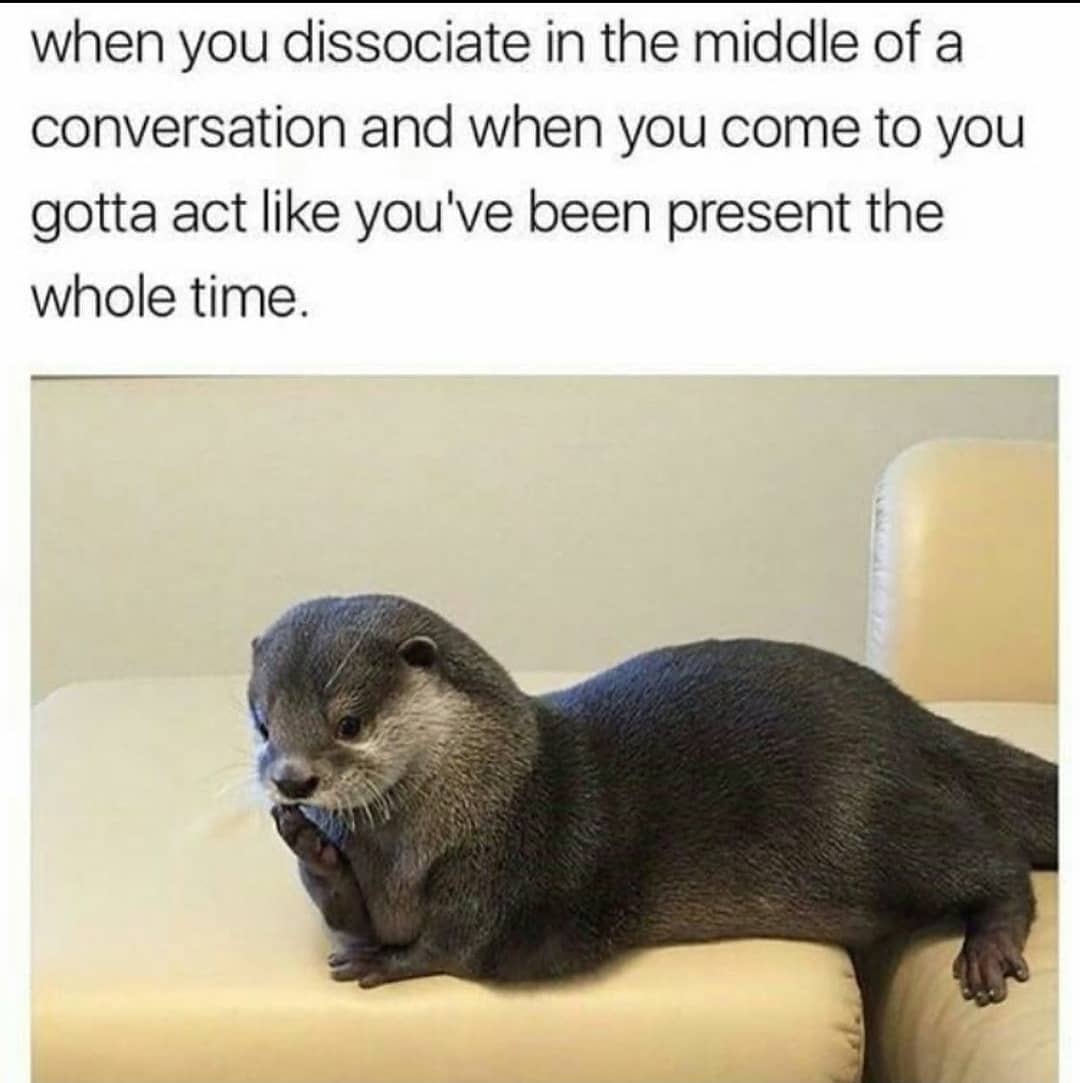 when you dissociate in the middle of a
conversation and when you come to you
gotta act like you've been present the
whole time.